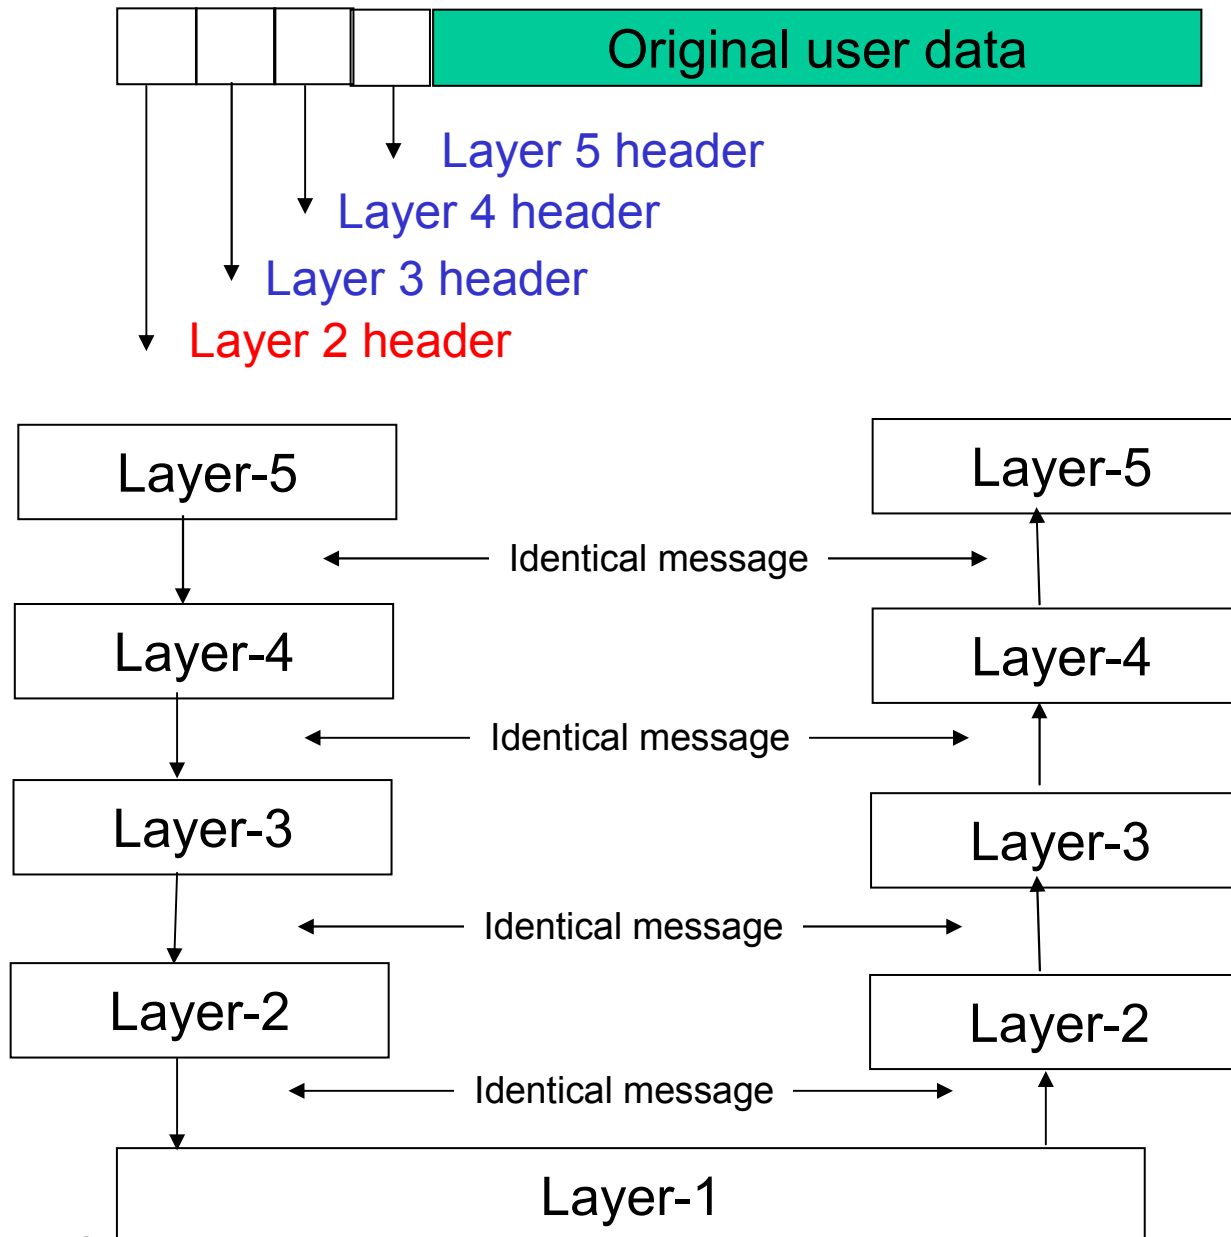 Original user data
Layer 5 header
Layer 4 header
Layer 3 header
Layer 2 header
Layer-5
Layer-5
Identical message
Layer-4
Layer-4
Identical message
Layer-3
Layer-3
Identical message
Layer-2
Layer-2
Identical message
Layer-1